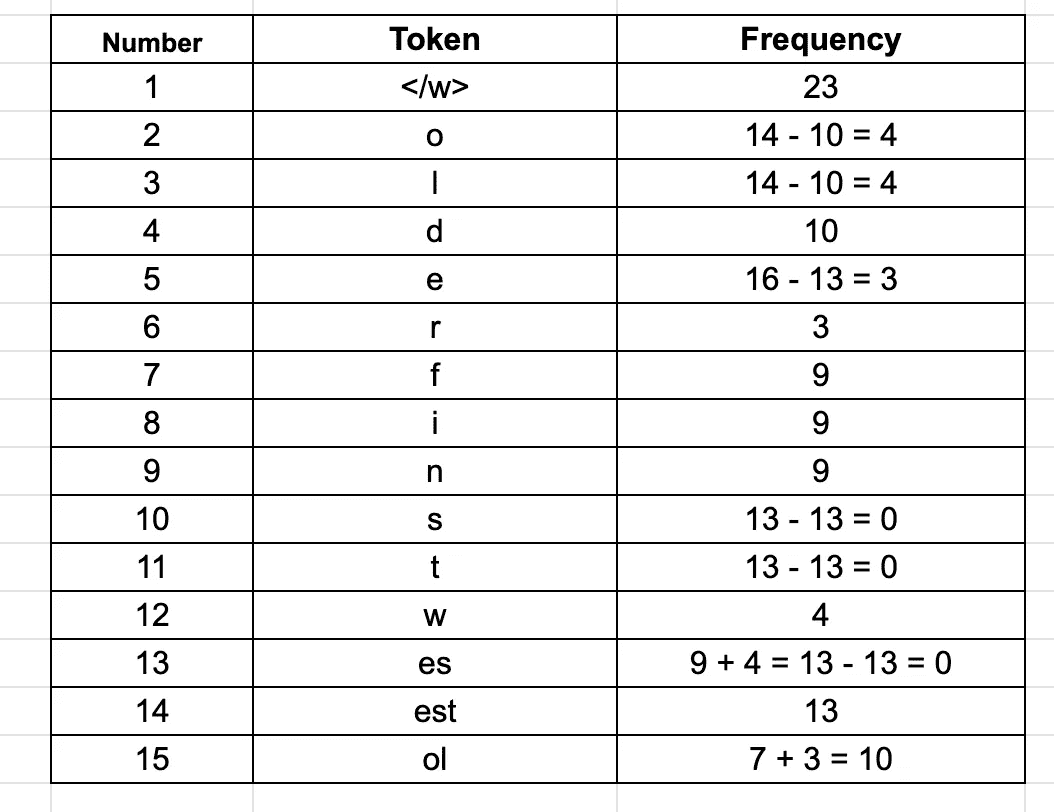 Number Token Frequency
1 </w> 23
2 o 14 - 10 = 4
3 l 14 - 10 = 4
4 d 10
5 e 16 - 13 = 3
6 r 3
7 f 9
8 i 9
9 n 9
10 s 13 - 13 = 0
11 t 13 - 13 = 0
12 w 4
13 es 9 + 4 = 13 - 13 = 0
14 est 13
15 ol 7 + 3 = 10